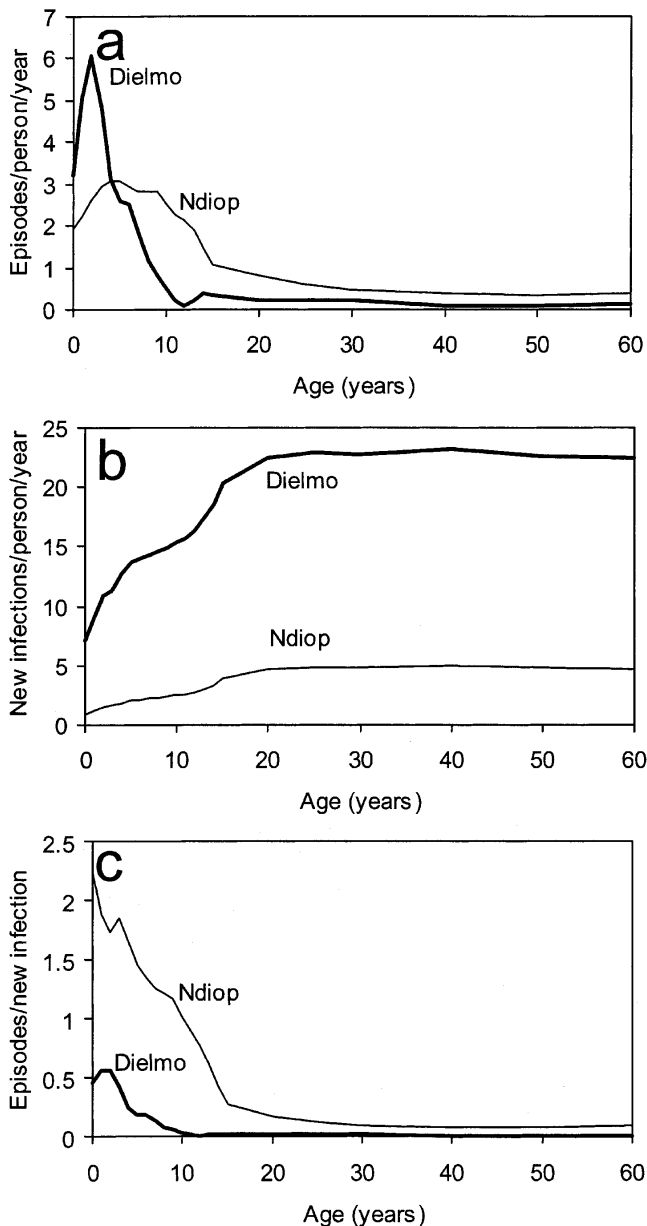 a
7
6
5
4
3
2
1
0
Episodes/person/year
Dielmo
Ndiop
0 10 20 30 40 50 60
Age (years)
b
25
20
15
10
5
0
New infections/person/year
Dielmo
Ndiop
0 10 20 30 40 50 60
Age (years)
c
2.5
2
1.5
1
0.5
0
Episodes/new infection
Ndiop
Dielmo
0 10 20 30 40 50 60
Age (years)